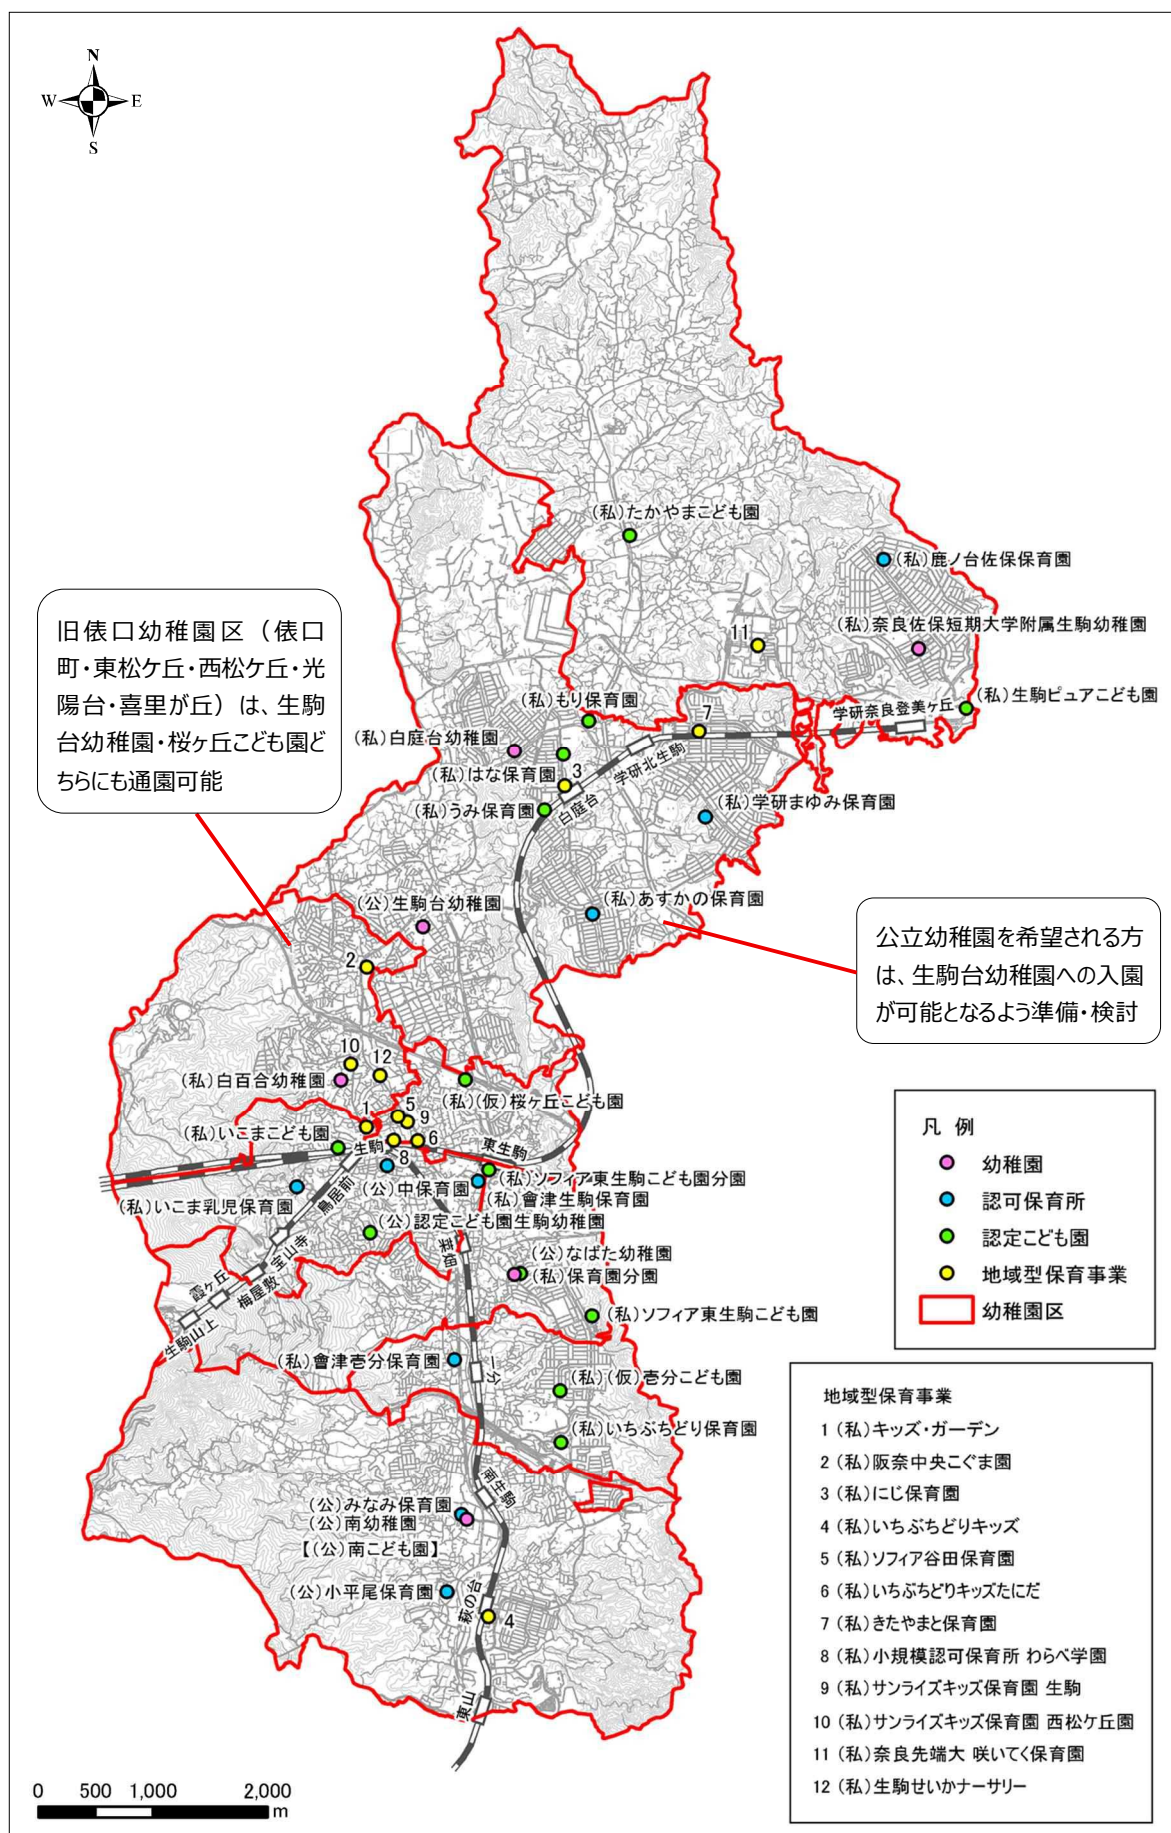 N
W E
S
(私)たかやまこども園
(私)鹿ノ台佐保保育園
旧俵口幼稚園区（俵口
町・東松ケ丘・西松ケ丘・光
陽台・喜里が丘）は、生駒
台幼稚園・桜ヶ丘こども園ど
ちらにも通園可能
(私)奈良佐保短期大学附属生駒幼稚園
11
(私)生駒ピュアこども園
学研奈良登美ヶ丘
(私)もり保育園
7
(私)白庭台幼稚園
学研北生駒
(私)はな保育園
3
白庭台
(私)うみ保育園
(私)学研まゆみ保育園
(公)生駒台幼稚園
(私)あすかの保育園
公立幼稚園を希望される方
は、生駒台幼稚園への入園
が可能となるよう準備・検討
2
10
12
(私)白百合幼稚園
(私)(仮)桜ヶ丘こども園
1
5
9
(私)いこまこども園
生駒
6
東生駒
8
(私)ソフィア東生駒こども園分園
(公)中保育園
(私)會津生駒保育園
(私)いこま乳児保育園
鳥居前
(公)認定こども園生駒幼稚園
宝山寺
菜畑
(公)なばた幼稚園
(私)保育園分園
梅屋敷
霞ヶ丘
生駒山上
(私)ソフィア東生駒こども園
(私)會津壱分保育園
一分
(私)(仮)壱分こども園
(私)いちぶちどり保育園
南生駒
(公)みなみ保育園
(公)南幼稚園
【(公)南こども園】
(公)小平尾保育園
萩の台
4
東山
凡 例
幼稚園
認可保育所
認定こども園
地域型保育事業
幼稚園区
地域型保育事業
1 (私)キッズ・ガーデン
2 (私)阪奈中央こぐま園
3 (私)にじ保育園
4 (私)いちぶちどりキッズ
5 (私)ソフィア谷田保育園
6 (私)いちぶちどりキッズたにだ
7 (私)きたやまと保育園
8 (私)小規模認可保育所 わらべ学園
9 (私)サンライズキッズ保育園 生駒
10 (私)サンライズキッズ保育園 西松ケ丘園
11 (私)奈良先端大 咲いてく保育園
12 (私)生駒せいかナーサリー
0 500 1,000 2,000
m